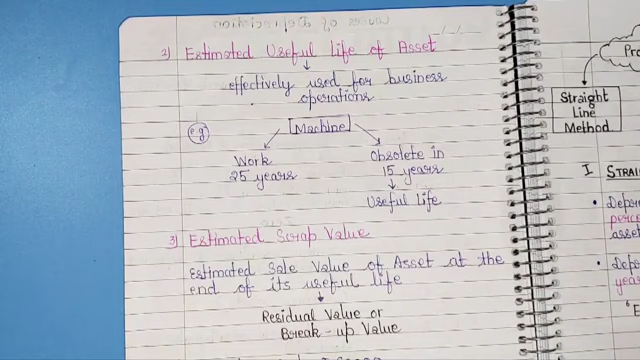 2) Estimated Useful Life of Asset
effectively used for business
operations
eg
Machine
Work
25 years
Obsolete in
15 years
Useful Life
3) Estimated Scrap Value
Estimated Sale Value of Asset at the
end of its useful life
Residual Value or
Break-up Value
Straight
Line
Method
I